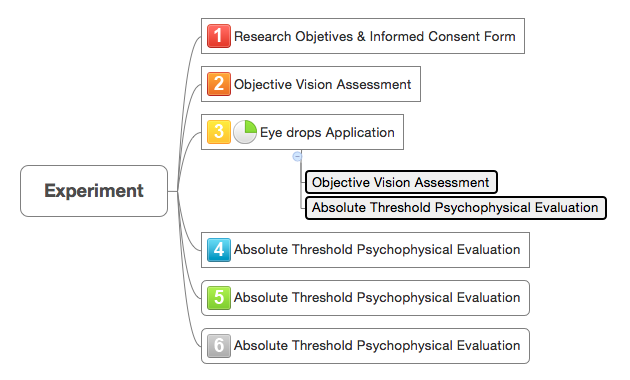 Experiment
1 Research Objetives & Informed Consent Form
2 Objective Vision Assessment
3 Eye drops Application
Objective Vision Assessment
Absolute Threshold Psychophysical Evaluation
4 Absolute Threshold Psychophysical Evaluation
5 Absolute Threshold Psychophysical Evaluation
6 Absolute Threshold Psychophysical Evaluation